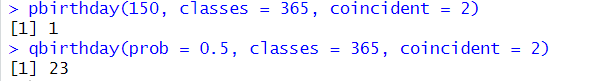 > pbirthday(150, classes = 365, coincident = 2)
[1] 1
> qbirthday(prob = 0.5, classes = 365, coincident = 2)
[1] 23